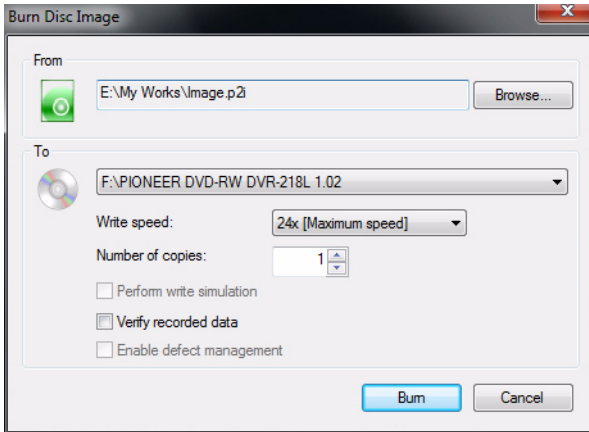 Burn Disc Image
From
E:\My Works\Image.p2i
Browse...
To
F:\PIONEER DVD-RW DVR-218L 1.02
Write speed:
24x [Maximum speed]
Number of copies:
1
Perform write simulation
Verify recorded data
Enable defect management
Burn Cancel